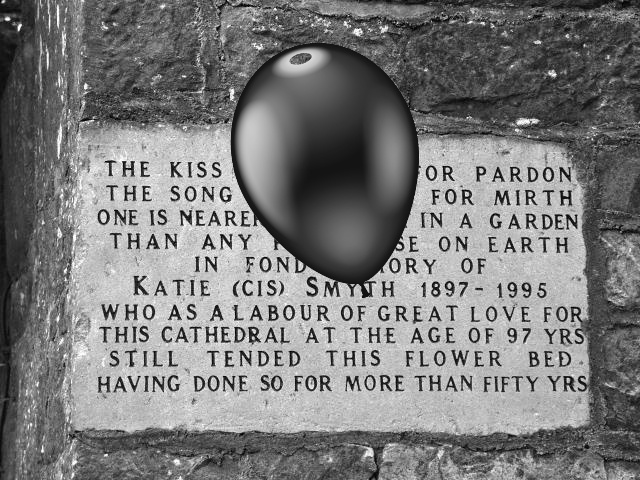 THE KISS FOR PARDON
THE SONG FOR MIRTH
ONE IS IN A GARDEN
THAN ANY ON EARTH
IN FOND OF
KATIE (CIS) SMYTH 1897-1995
WHO AS A LABOUR OF GREAT LOVE FOR
THIS CATHEDRAL AT THE AGE OF 97 YRS
STILL TENDED THIS FLOWER BED
HAVING DONE SO FOR MORE THAN FIFTY YRS